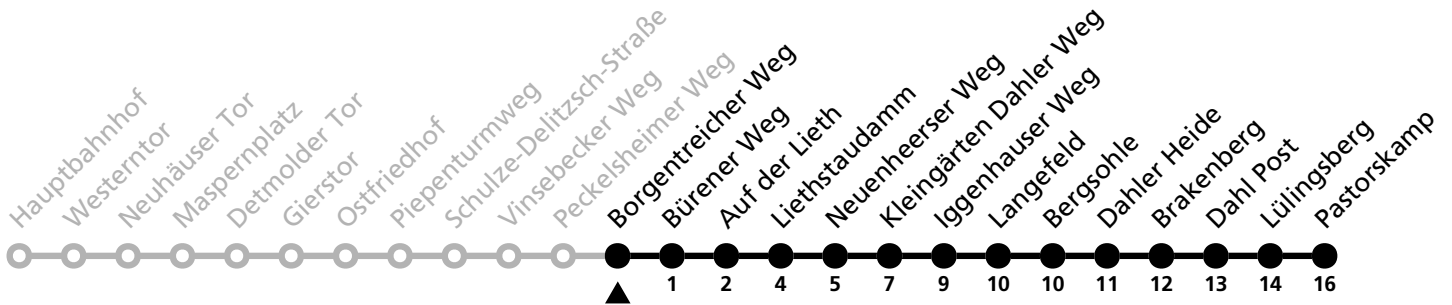 Hauptbahnhof
Westerntor
Neuhäuser Tor
Maspernplatz
Detmolder Tor
Gierstor
Ostfriedhof
Piepenturmweg
Schulze-Delitzsch-Straße
Vinsebecker Weg
Peckelsheimer Weg
Borgentreicher Weg
Bürener Weg
Auf der Lieth
Liethstaudamm
Neuenheerser Weg
Kleingärten Dahler Weg
Iggenhauser Weg
Langefeld
Bergsohle
Dahler Heide
Brakenberg
Dahl Post
Lülingsberg
Pastorskamp
1 2 4 5 7 9 10 10 11 12 13 14 16